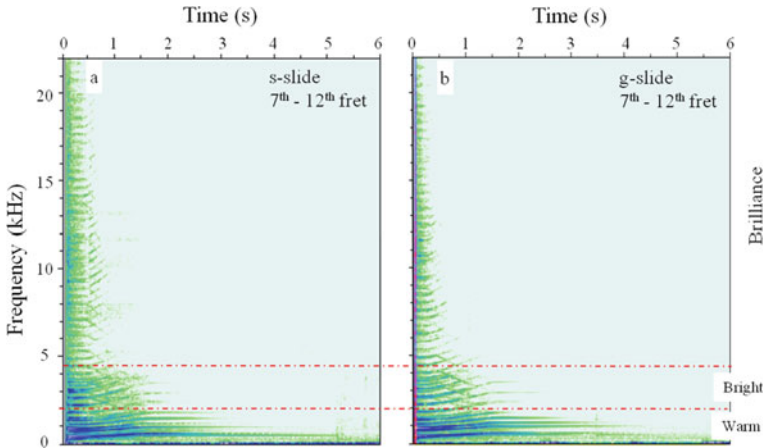 Time (s)
Time (s)
0 1 2 3 4 5 6
0 1 2 3 4 5 6
a
s-slide
7th - 12th fret
b
g-slide
7th - 12th fret
20
15
10
5
0
Frequency (kHz)
Brilliance
Bright
Warm